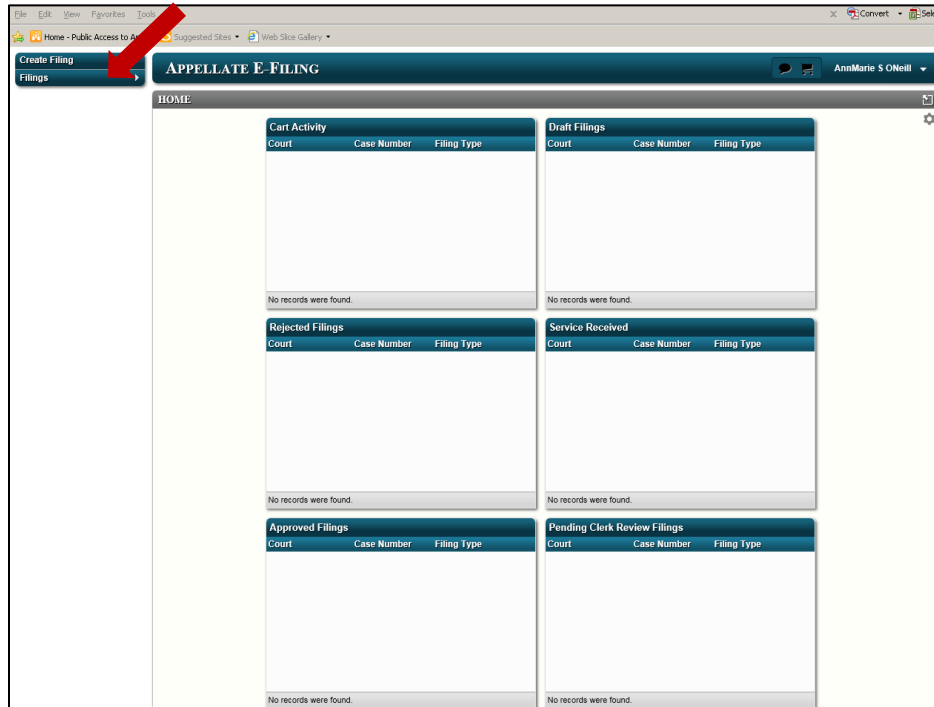 File Edit View Favorites Tools
x Convert Sel
Home - Public Access to Suggested Sites Web Slice Gallery
Create Filing
Filings
APPELLATE E-FILING
AnnMarie S ONeill
HOME
Cart Activity
Court Case Number Filing Type
No records were found.
Draft Filings
Court Case Number Filing Type
No records were found.
Rejected Filings
Court Case Number Filing Type
No records were found.
Service Received
Court Case Number Filing Type
No records were found.
Approved Filings
Court Case Number Filing Type
No records were found.
Pending Clerk Review Filings
Court Case Number Filing Type
No records were found.